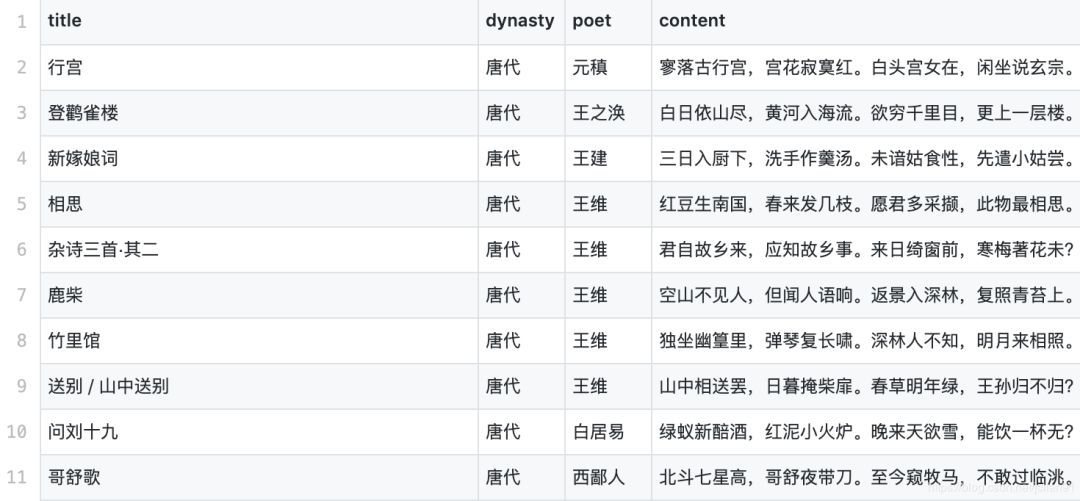 1 title dynasty poet content
2 行宫 唐代 元稹 寥落古行宫，宫花寂寞红。白头宫女在，闲坐说玄宗。
3 登鹳雀楼 唐代 王之涣 白日依山尽，黄河入海流。欲穷千里目，更上一层楼。
4 新嫁娘词 唐代 王建 三日入厨下，洗手作羹汤。未谙姑食性，先遣小姑尝。
5 相思 唐代 王维 红豆生南国，春来发几枝。愿君多采撷，此物最相思。
6 杂诗三首·其二 唐代 王维 君自故乡来，应知故乡事。来日绮窗前，寒梅著花未？
7 鹿柴 唐代 王维 空山不见人，但闻人语响。返景入深林，复照青苔上。
8 竹里馆 唐代 王维 独坐幽篁里，弹琴复长啸。深林人不知，明月来相照。
9 送别 / 山中送别 唐代 王维 山中相送罢，日暮掩柴扉。春草明年绿，王孙归不归？
10 问刘十九 唐代 白居易 绿蚁新醅酒，红泥小火炉。晚来天欲雪，能饮一杯无？
11 哥舒歌 唐代 西鄙人 北斗七星高，哥舒夜带刀。至今窥牧马，不敢过临洮。